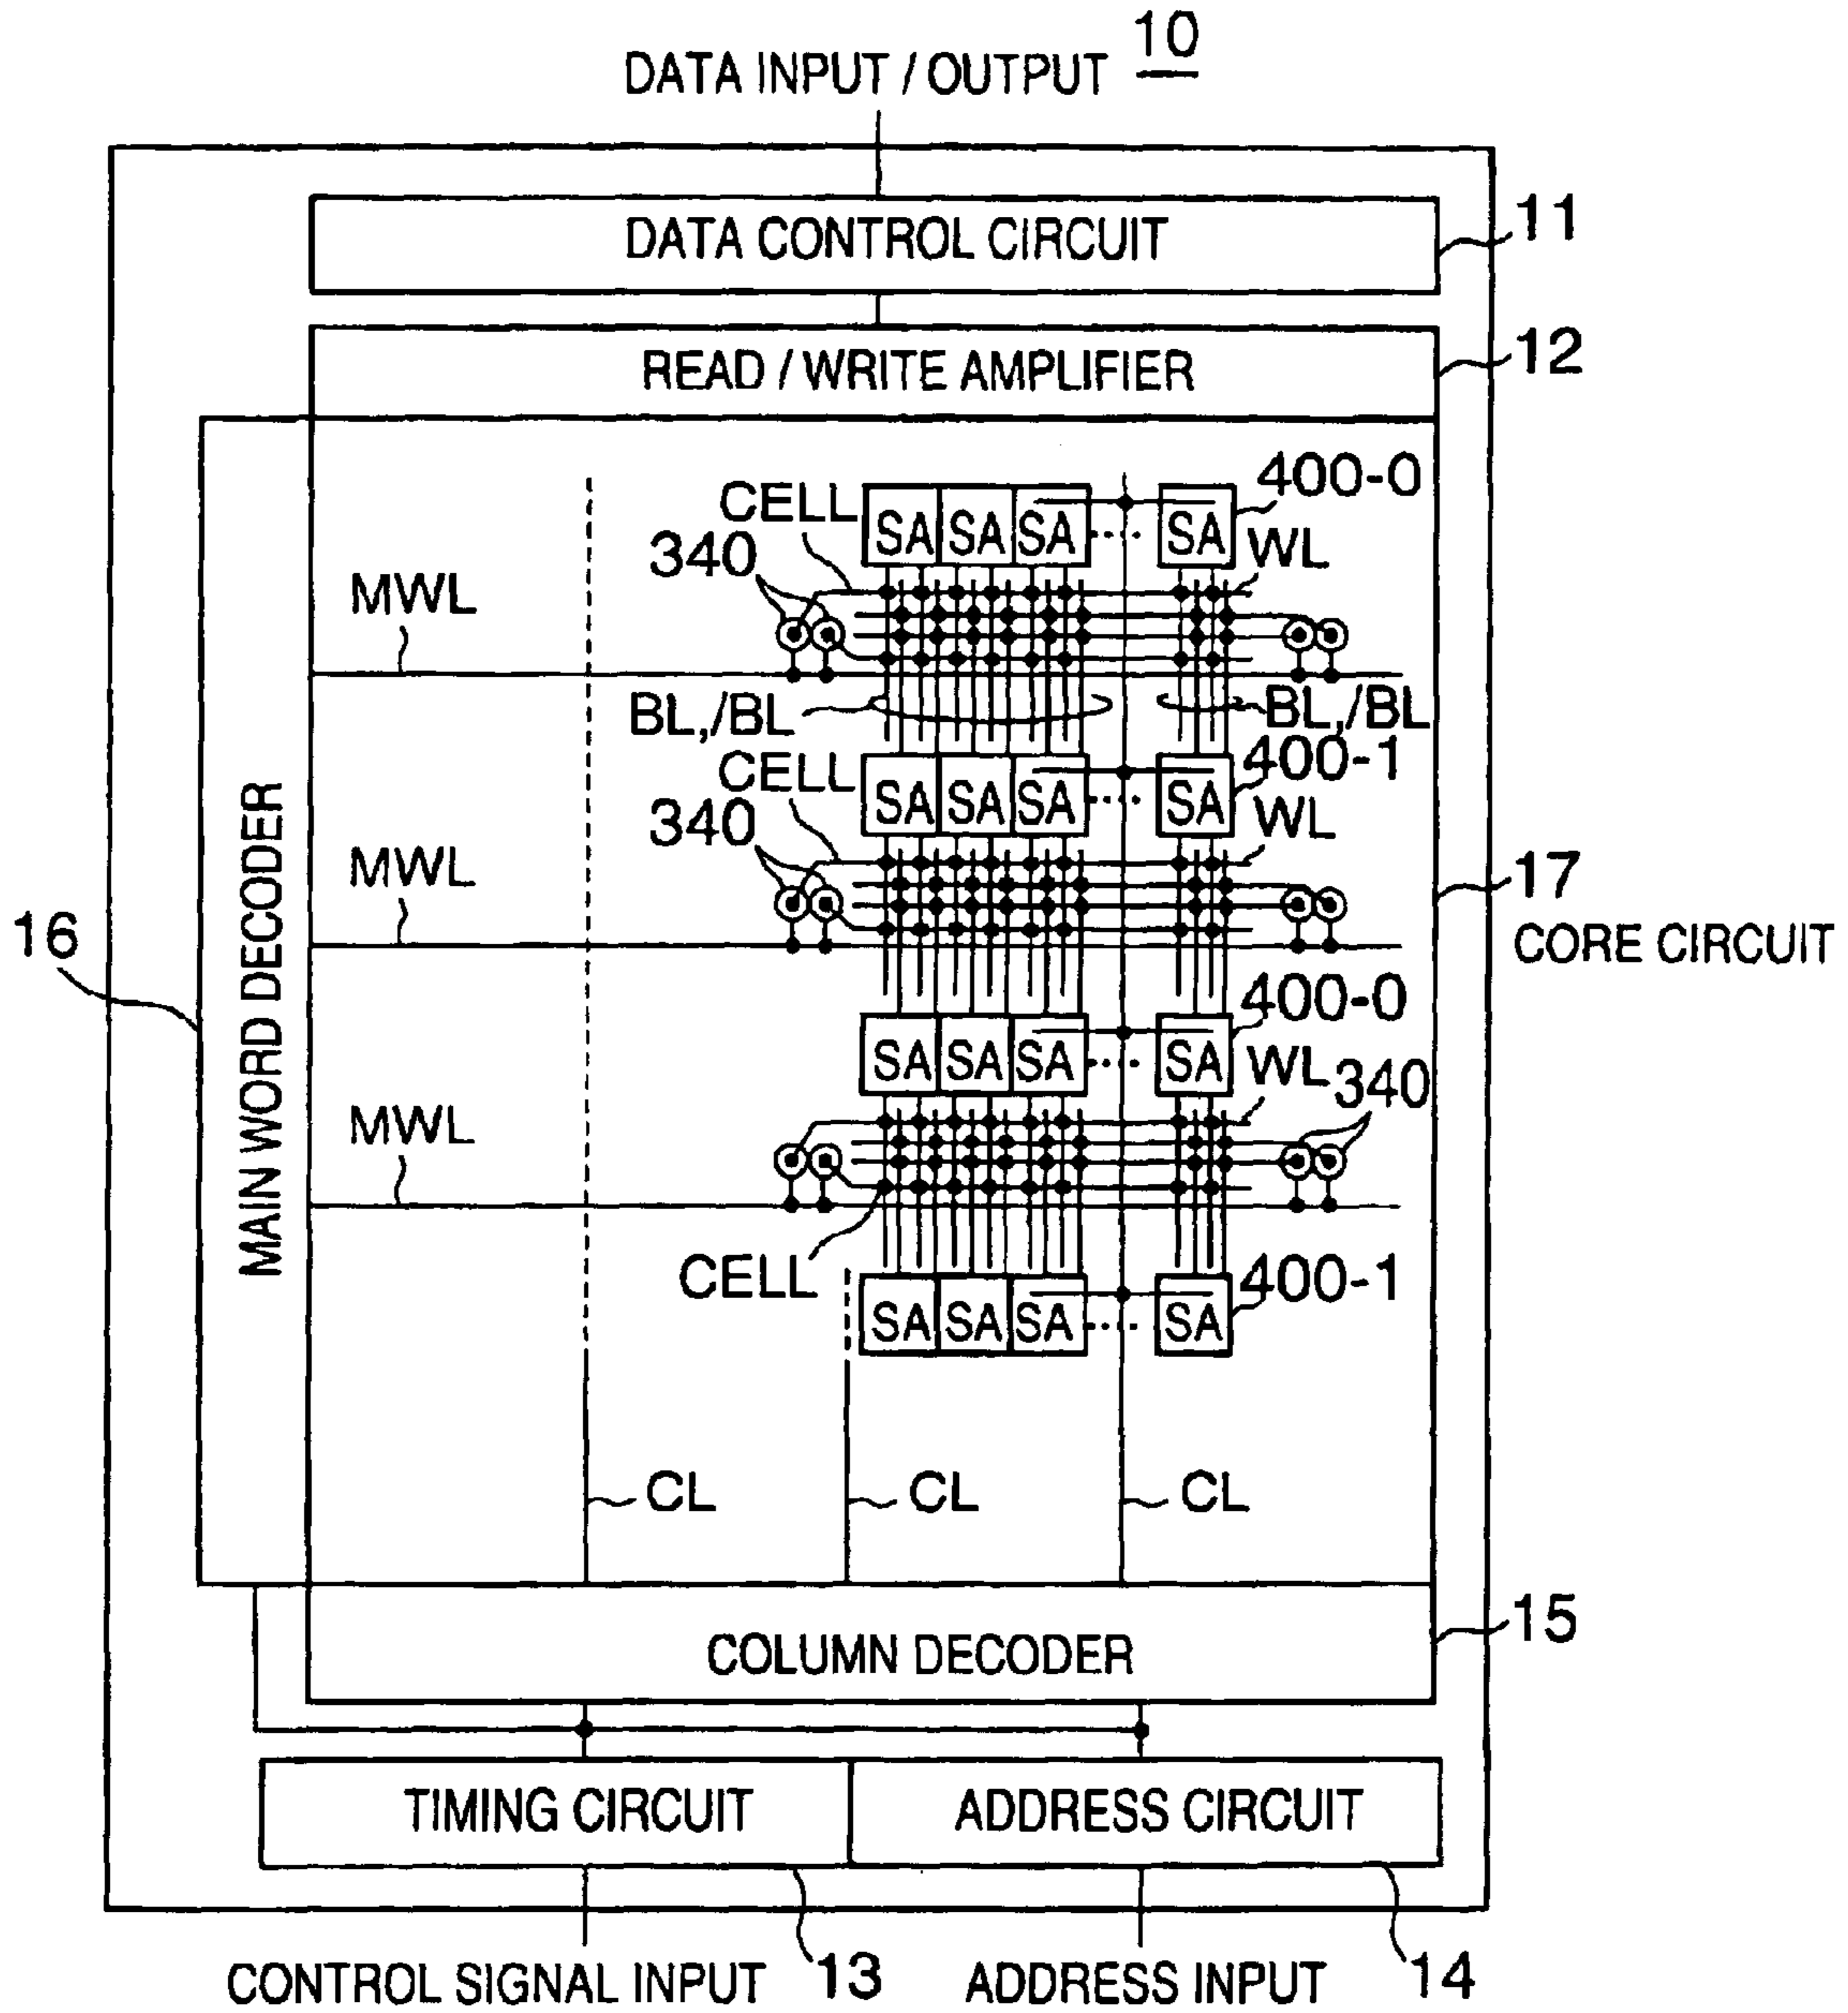 10
DATA INPUT / OUTPUT
DATA CONTROL CIRCUIT
11
READ / WRITE AMPLIFIER
12
400-0
CELL
SA SA SA .... SA
WL
340
MWL
BL,/BL
BL,/BL
400-1
CELL
SA SA SA .... SA
WL
340
MWL
17
CORE CIRCUIT
16
MAIN WORD DECODER
400-0
SA SA SA .... SA
WL
340
MWL
CELL
400-1
SA SA SA .... SA
CL
CL
CL
15
COLUMN DECODER
TIMING CIRCUIT
ADDRESS CIRCUIT
CONTROL SIGNAL INPUT
13
ADDRESS INPUT
14